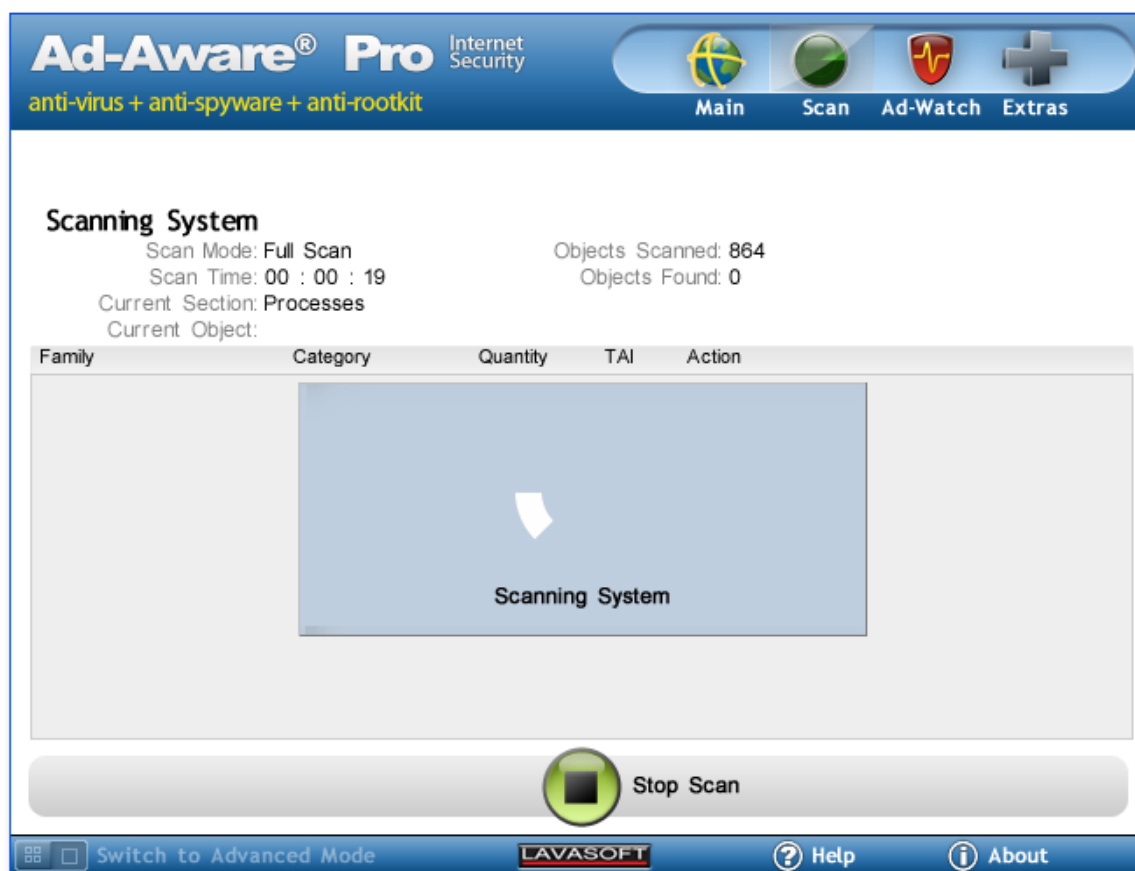 Ad-Aware® Pro Internet Security
anti-virus + anti-spyware + anti-rootkit
Main Scan Ad-Watch Extras
Scanning System
Scan Mode: Full Scan
Scan Time: 00 : 00 : 19
Current Section: Processes
Current Object:
Objects Scanned: 864
Objects Found: 0
Family Category Quantity TAI Action
Scanning System
Stop Scan
Switch to Advanced Mode LAVASOFT Help About